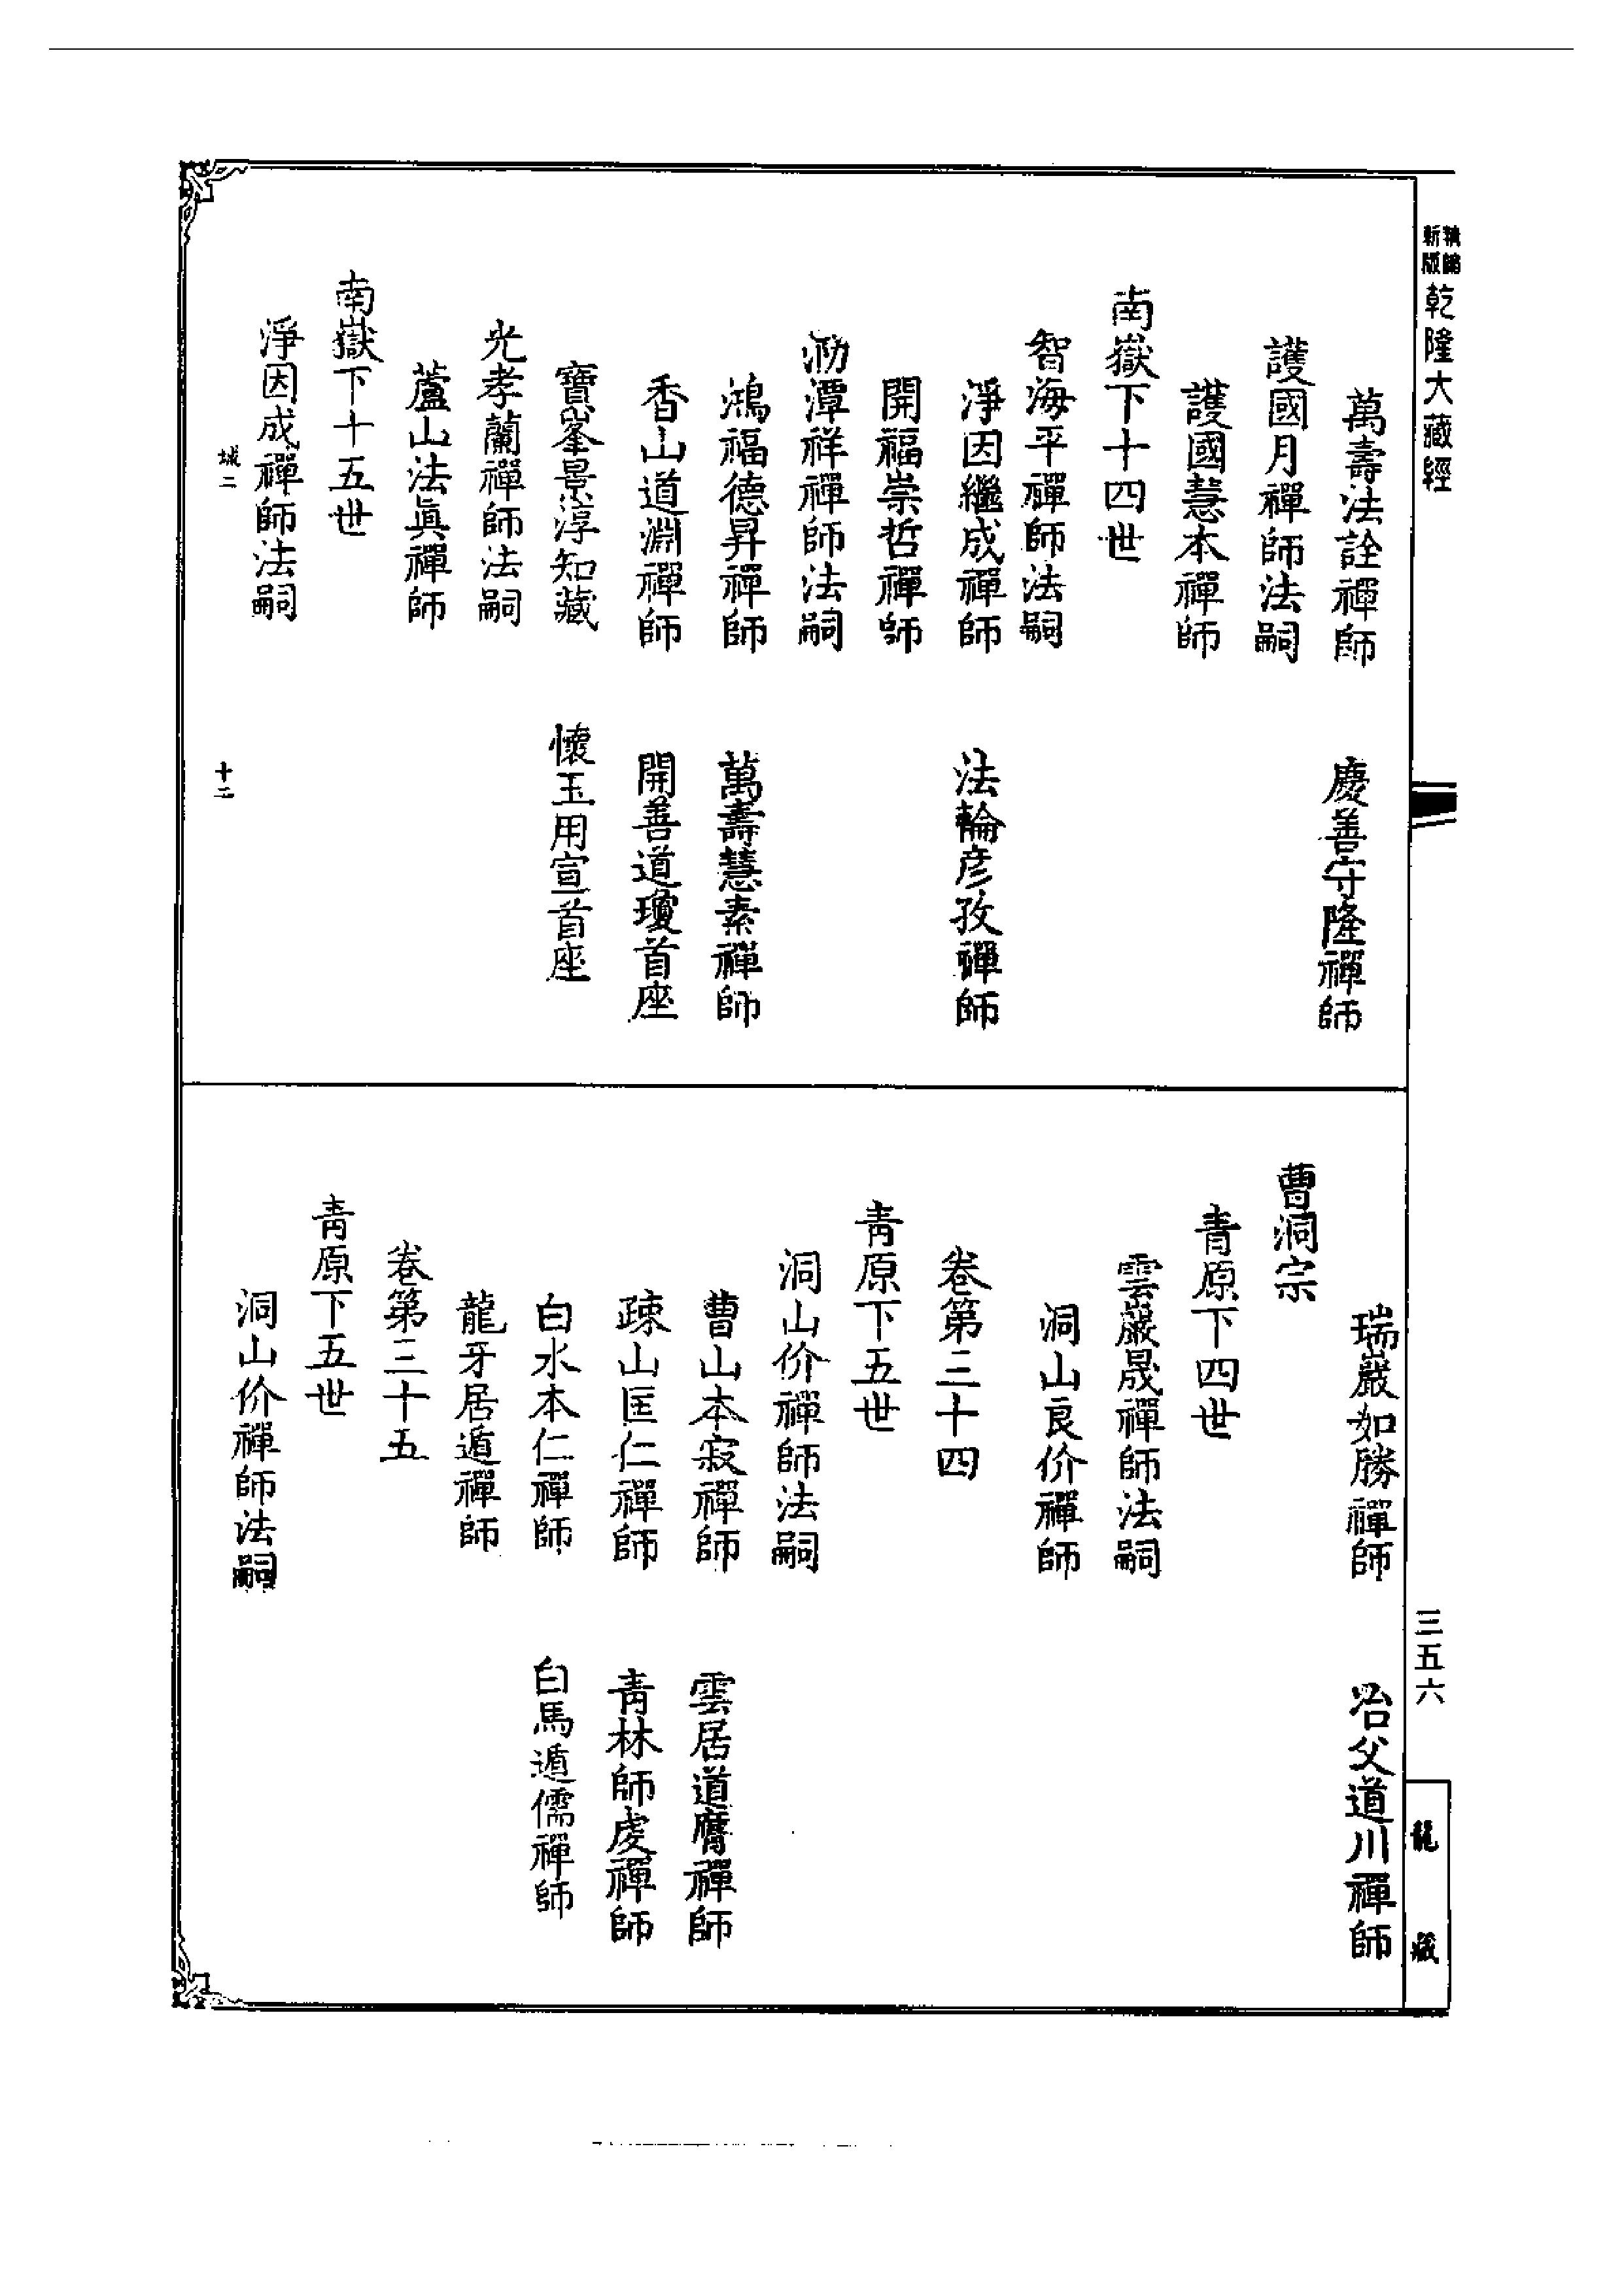 新版精編乾隆大藏經
萬壽法詮禪師　慶善守隆禪師
護國月禪師法嗣
護國慧本禪師
南嶽下十四世
智海平禪師法嗣
淨因繼成禪師　法輪彥孜禪師
開福崇哲禪師
泐潭祥禪師法嗣
鴻福德昇禪師　萬壽慧素禪師
香山道淵禪師　開善道瓊首座
寶峯景淳知藏　懷玉用宣首座
光孝蘭禪師法嗣
蘆山法眞禪師
南嶽下十五世
淨因成禪師法嗣
城二　十二
瑞巖如勝禪師　冶父道川禪師
曹洞宗
青原下四世
雲巖晟禪師法嗣
洞山良价禪師
卷第三十四
青原下五世
洞山价禪師法嗣
曹山本寂禪師　雲居道膺禪師
疎山匡仁禪師　青林師虔禪師
白水本仁禪師　白馬遁儒禪師
龍牙居遁禪師
卷第三十五
青原下五世
洞山价禪師法嗣
三五六
龍藏